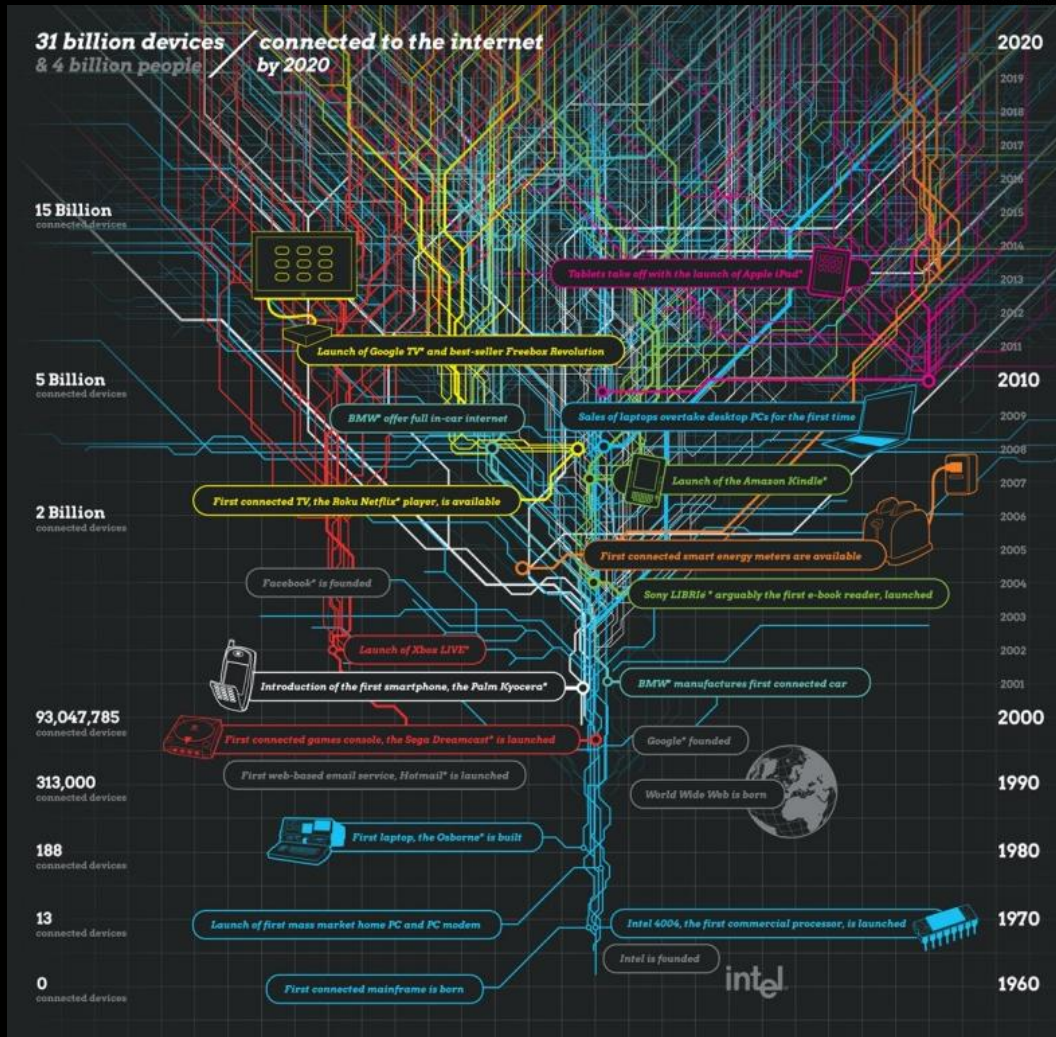 31 billion devices / connected to the internet
& 4 billion people / by 2020
2020
2019
2018
2017
2016
15 Billion
connected devices
2015
2014
Tablets take off with the launch of Apple iPad*
2013
2012
Launch of Google TV* and best-seller Freebox Revolution
2011
5 Billion
connected devices
2010
BMW* offer full in-car internet
Sales of laptops overtake desktop PCs for the first time
2009
2008
Launch of the Amazon Kindle*
2007
First connected TV, the Roku Netflix* player, is available
2 Billion
connected devices
2006
First connected smart energy meters are available
2005
Facebook* is founded
2004
Sony LIBRIé* arguably the first e-book reader, launched
2003
Launch of Xbox LIVE*
2002
Introduction of the first smartphone, the Palm Kyocera*
BMW* manufactures first connected car
2001
93,047,785
connected devices
2000
First connected games console, the Sega Dreamcast* is launched
Google* founded
First web-based email service, Hotmail* is launched
313,000
connected devices
1990
World Wide Web is born
First laptop, the Osborne* is built
188
connected devices
1980
13
connected devices
1970
Launch of first mass market home PC and PC modem
Intel 4004, the first commercial processor, is launched
Intel is founded
0
connected devices
First connected mainframe is born
intel
1960